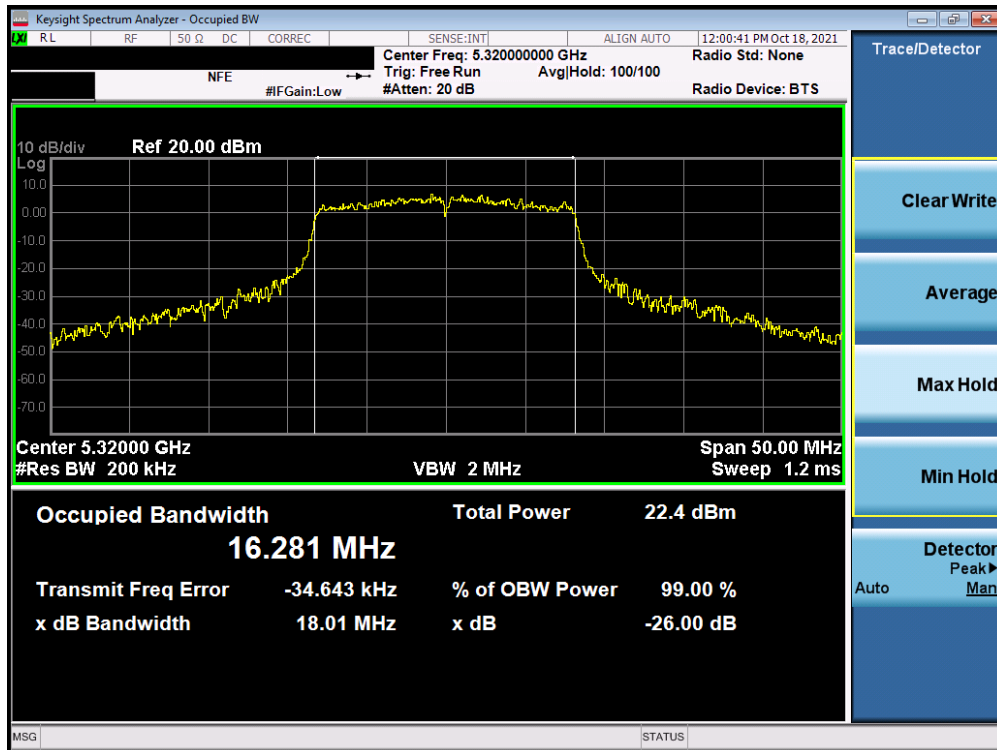 Keysight Spectrum Analyzer - Occupied BW
LXI RL RF 50 Ω DC CORREC SENSE:INT ALIGN AUTO 12:00:41 PM Oct 18, 2021
Center Freq: 5.320000000 GHz Radio Std: None
NFE Trig: Free Run Avg|Hold: 100/100
#IFGain:Low #Atten: 20 dB Radio Device: BTS
Trace/Detector
10 dB/div Ref 20.00 dBm
Log
10.0
0.00
-10.0
-20.0
-30.0
-40.0
-50.0
-60.0
-70.0
Center 5.32000 GHz Span 50.00 MHz
#Res BW 200 kHz VBW 2 MHz Sweep 1.2 ms
Occupied Bandwidth Total Power 22.4 dBm
16.281 MHz
Transmit Freq Error -34.643 kHz % of OBW Power 99.00 %
x dB Bandwidth 18.01 MHz x dB -26.00 dB
Clear Write
Average
Max Hold
Min Hold
Detector
Peak▶
Auto Man
MSG STATUS